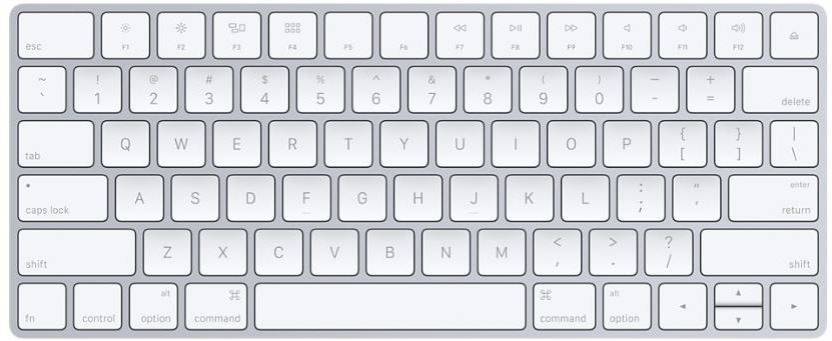 esc F1 F2 F3 F4 F5 F6 F7 F8 F9 F10 F11 F12
~ ! @ # $ % ^ & * ( ) — +
` 1 2 3 4 5 6 7 8 9 0 - = delete
tab Q W E R T Y U I O P { [ } ] | \
caps lock A S D F G H J K L : ; " ' enter return
shift Z X C V B N M < , > . ? / shift
fn control alt option ⌘ command ⌘ command alt option ◄ ▲ ▼ ►